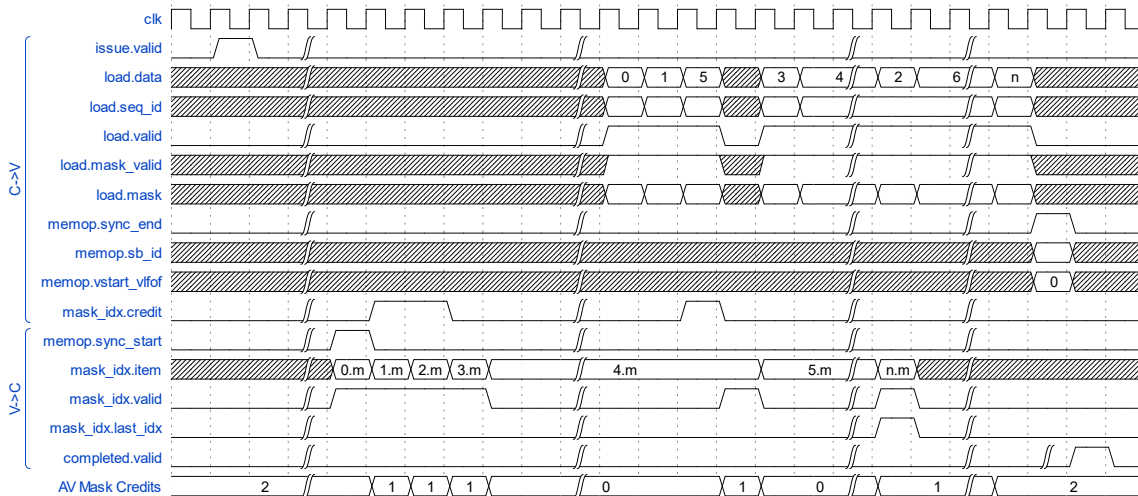 clk
issue.valid
load.data 0 1 5 3 4 2 6 n
load.seq_id
load.valid
load.mask_valid
load.mask
memop.sync_end
memop.sb_id
memop.vstart_vlfof 0
mask_idx.credit
C->V
memop.sync_start
mask_idx.item 0.m 1.m 2.m 3.m 4.m 5.m n.m
mask_idx.valid
mask_idx.last_idx
completed.valid
V->C
AV Mask Credits 2 1 1 1 0 1 0 1 2